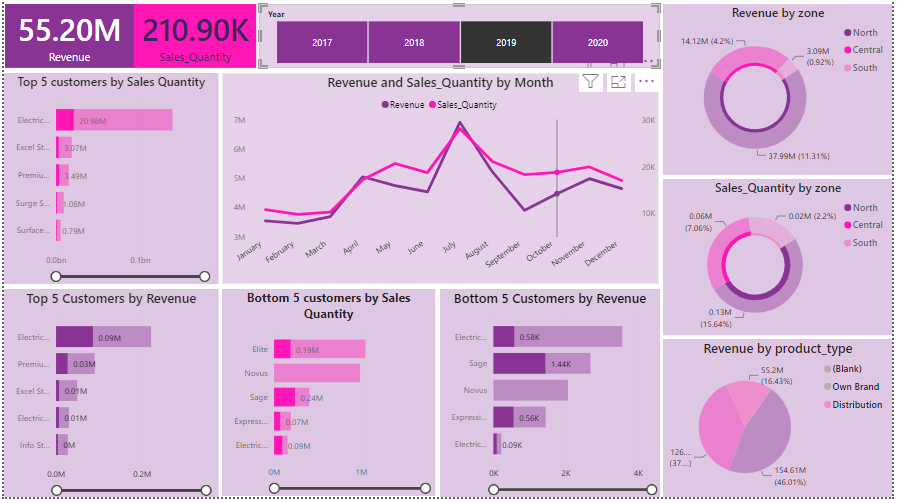 55.20M
Revenue
210.90K
Sales_Quantity
Year
2017
2018
2019
2020
Revenue by zone
14.12M (4.2%)
3.09M
(0.92%)
37.99M (11.31%)
North
Central
South
Top 5 customers by Sales Quantity
Electric...
20.98M
Excel St...
3.07M
Premiu...
3.49M
Surge S...
1.08M
Surface...
0.79M
0.0bn
0.1bn
Revenue and Sales_Quantity by Month
Revenue
Sales_Quantity
7M
6M
5M
4M
3M
30K
20K
10K
January
February
March
April
May
June
July
August
September
October
November
December
Sales_Quantity by zone
0.06M
(7.06%)
0.02M (2.2%)
0.13M
(15.64%)
North
Central
South
Top 5 Customers by Revenue
Electric...
0.09M
Premiu...
0.03M
Excel St...
0.01M
Electric...
0.01M
Info St...
0M
0.0M
0.2M
Bottom 5 customers by Sales
Quantity
Elite
0.19M
Novus
Sage
0.24M
Express...
0.07M
Electric...
0.09M
0M
1M
Bottom 5 Customers by Revenue
Electric...
0.58K
Sage
1.44K
Novus
Expressi...
0.56K
Electric...
0.09K
0K
2K
4K
Revenue by product_type
55.2M
(16.43%)
126....
(37....)
154.61M
(46.01%)
(Blank)
Own Brand
Distribution